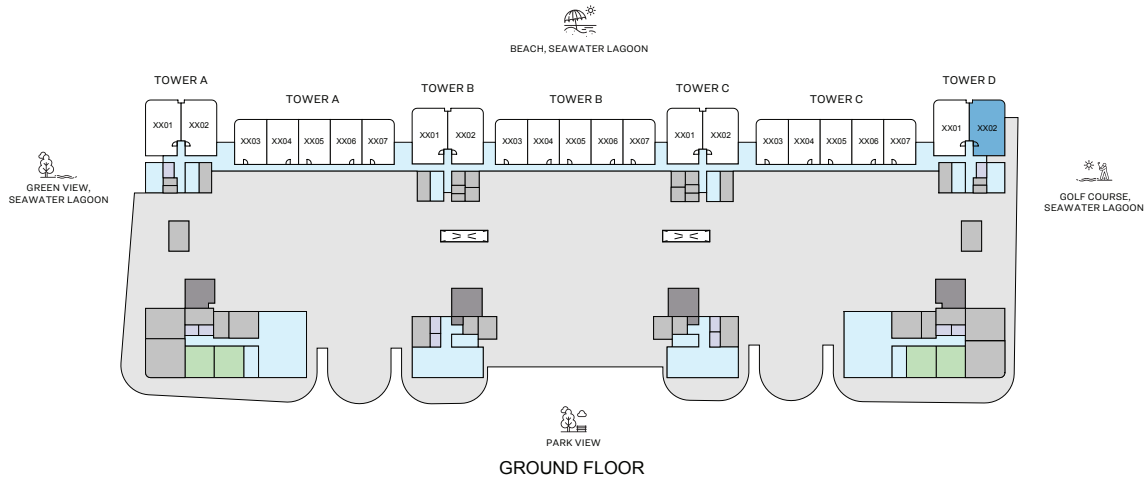 BEACH, SEAWATER LAGOON
TOWER A
TOWER A
TOWER B
TOWER B
TOWER C
TOWER C
TOWER D
XX01 XX02
XX03 XX04 XX05 XX06 XX07
XX01 XX02
XX03 XX04 XX05 XX06 XX07
XX01 XX02
XX03 XX04 XX05 XX06 XX07
XX01 XX02
GREEN VIEW,
SEAWATER LAGOON
GOLF COURSE,
SEAWATER LAGOON
PARK VIEW
GROUND FLOOR